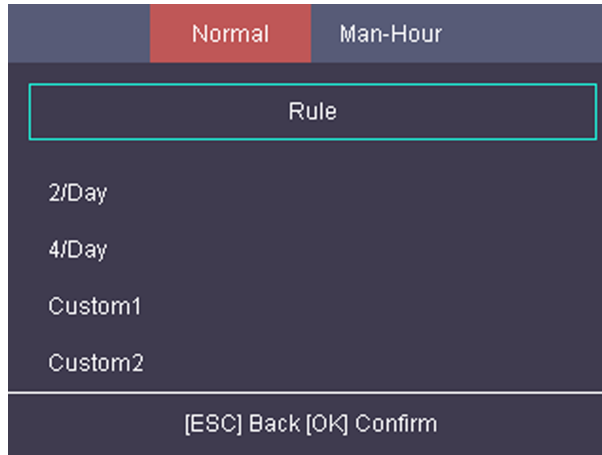 Normal Man-Hour
Rule
2/Day
4/Day
Custom1
Custom2
[ESC] Back [OK] Confirm